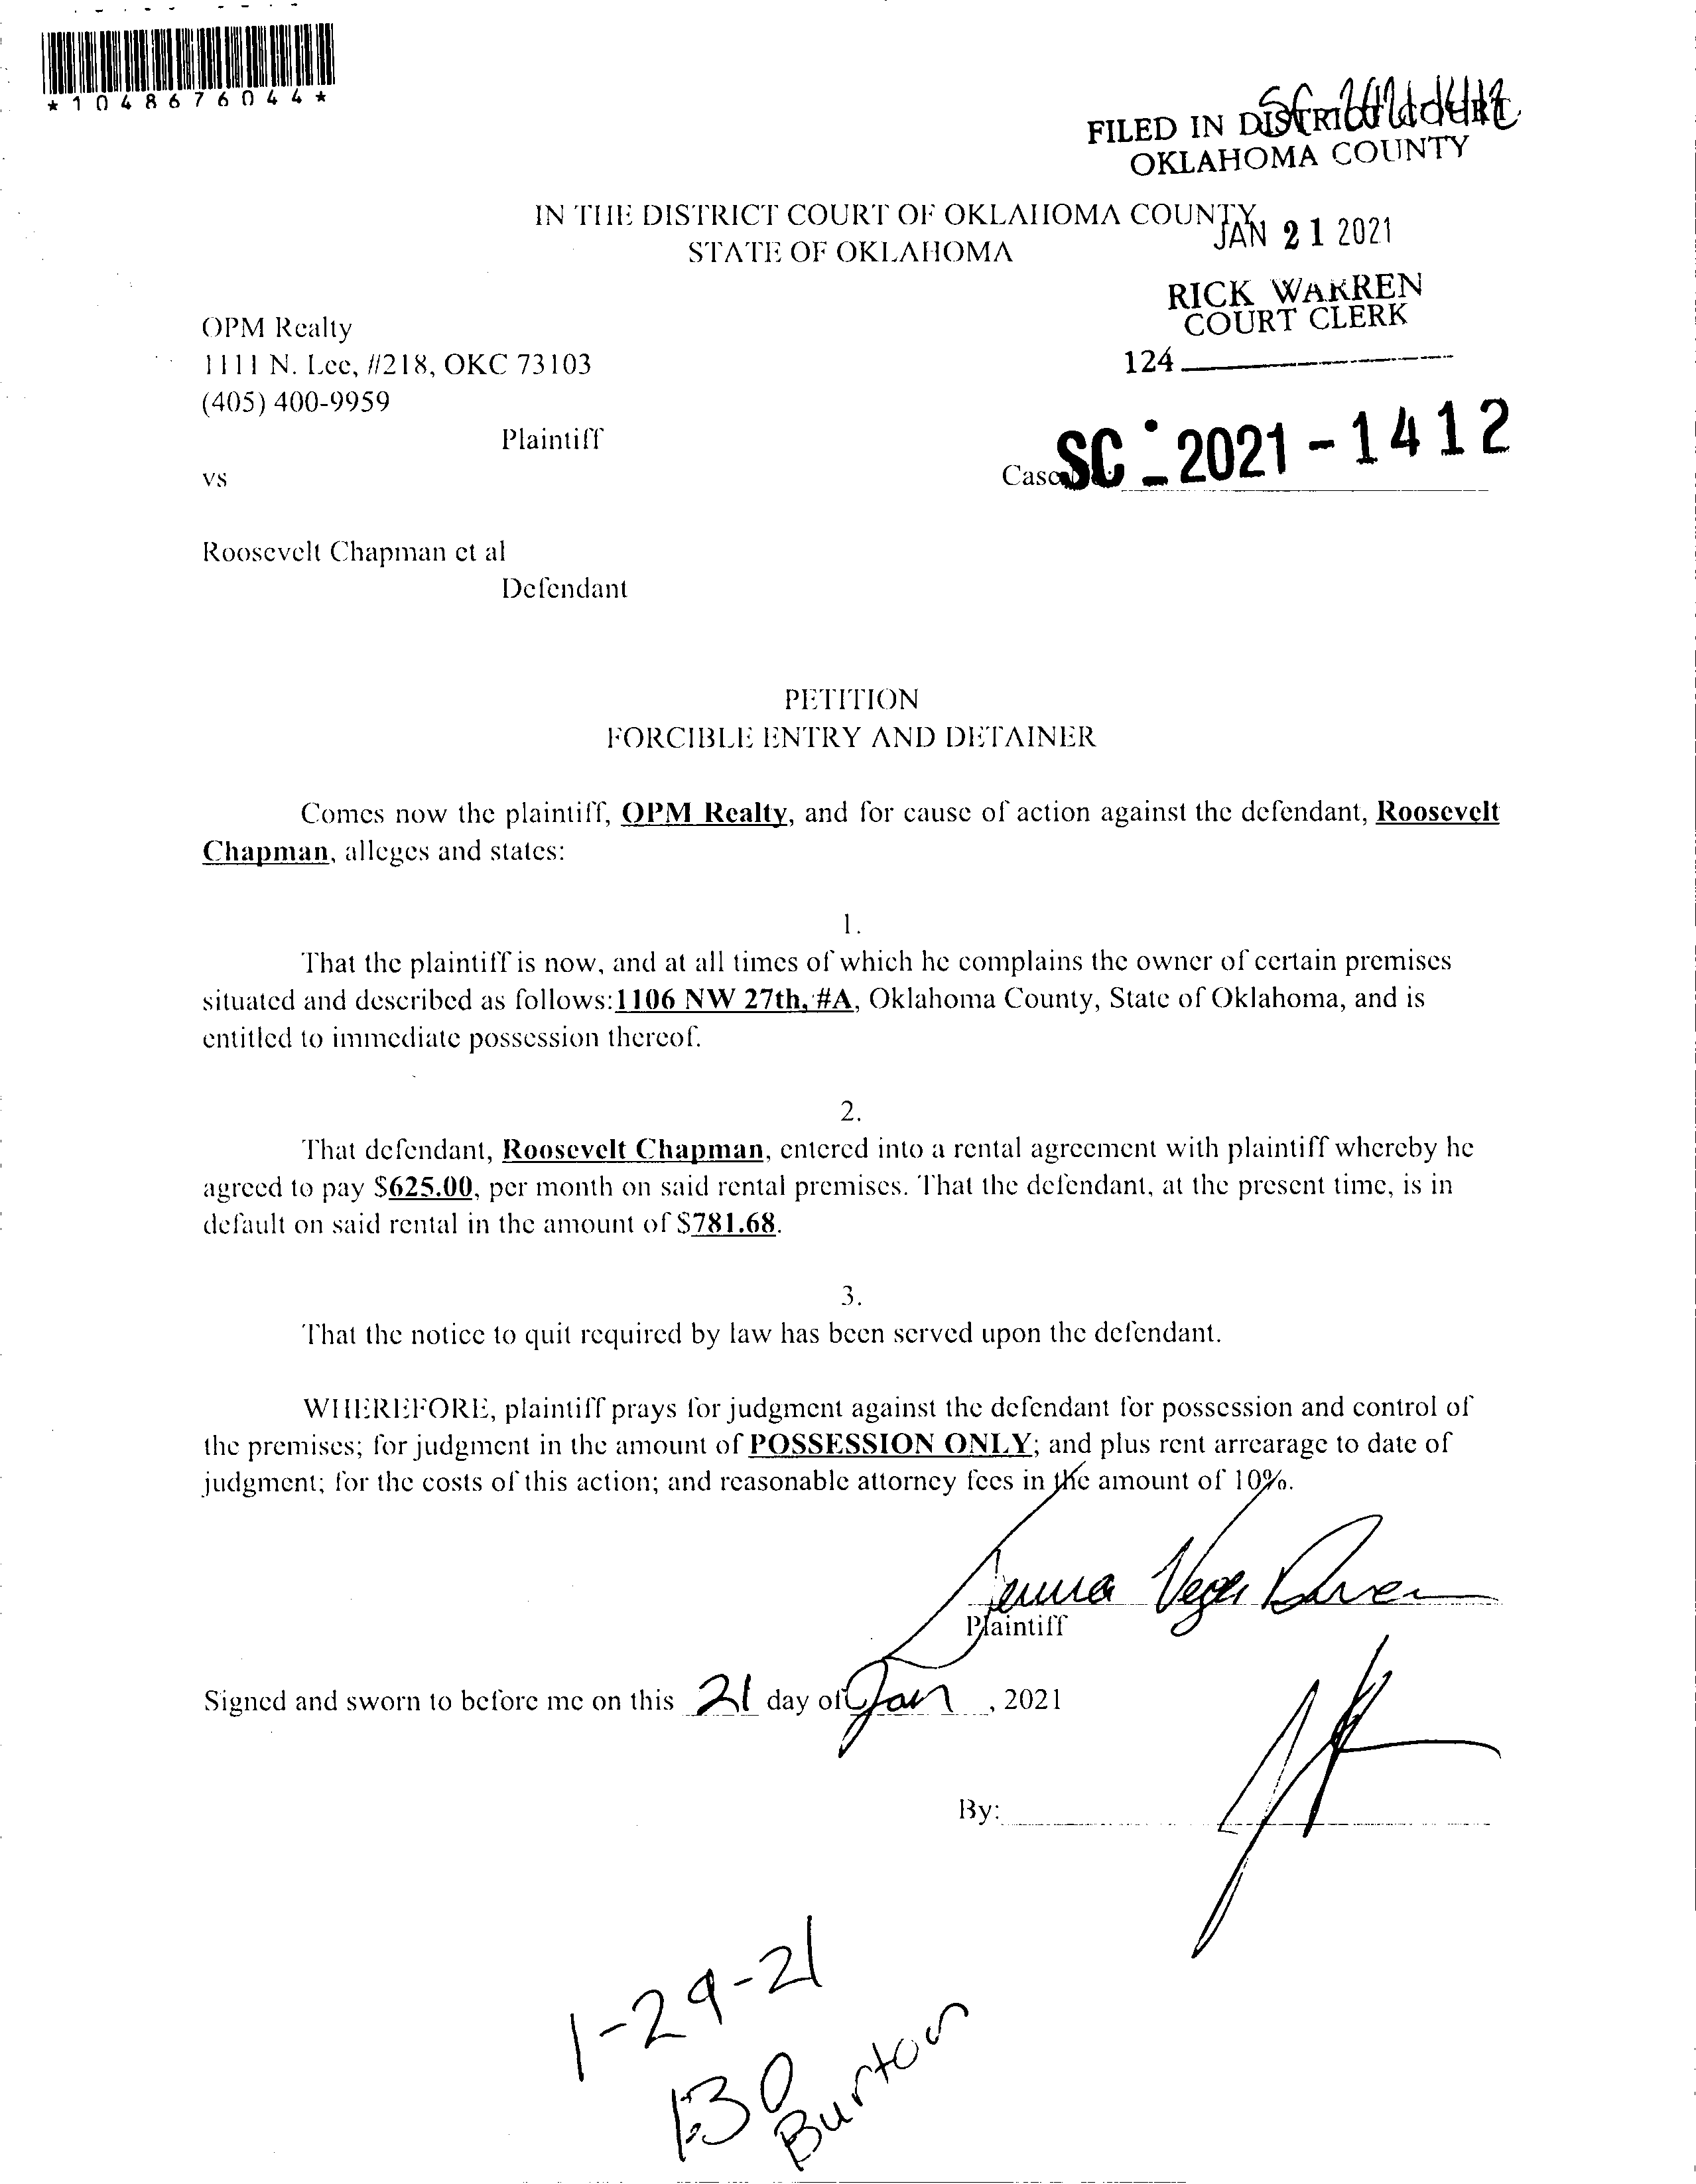 *1048676044*
SC-2021-1412
FILED IN DISTRICT COURT
OKLAHOMA COUNTY
IN THE DISTRICT COURT OF OKLAHOMA COUNTY
STATE OF OKLAHOMA
JAN 21 2021
RICK WARREN
COURT CLERK
124
OPM Realty
1111 N. Lee, #218, OKC 73103
(405) 400-9959
Plaintiff
vs
Case
SC - 2021 - 1412
Roosevelt Chapman et al
Defendant
PETITION
FORCIBLE ENTRY AND DETAINER
Comes now the plaintiff, OPM Realty, and for cause of action against the defendant, Roosevelt
Chapman, alleges and states:
1.
That the plaintiff is now, and at all times of which he complains the owner of certain premises
situated and described as follows: 1106 NW 27th, #A, Oklahoma County, State of Oklahoma, and is
entitled to immediate possession thereof.
2.
That defendant, Roosevelt Chapman, entered into a rental agreement with plaintiff whereby he
agreed to pay $625.00, per month on said rental premises. That the defendant, at the present time, is in
default on said rental in the amount of $781.68.
3.
That the notice to quit required by law has been served upon the defendant.
WHEREFORE, plaintiff prays for judgment against the defendant for possession and control of
the premises; for judgment in the amount of POSSESSION ONLY; and plus rent arrearage to date of
judgment; for the costs of this action; and reasonable attorney fees in the amount of 10%.
Plaintiff
Signed and sworn to before me on this 21 day of Jan, 2021
By:
1-29-21
1:30
Burton